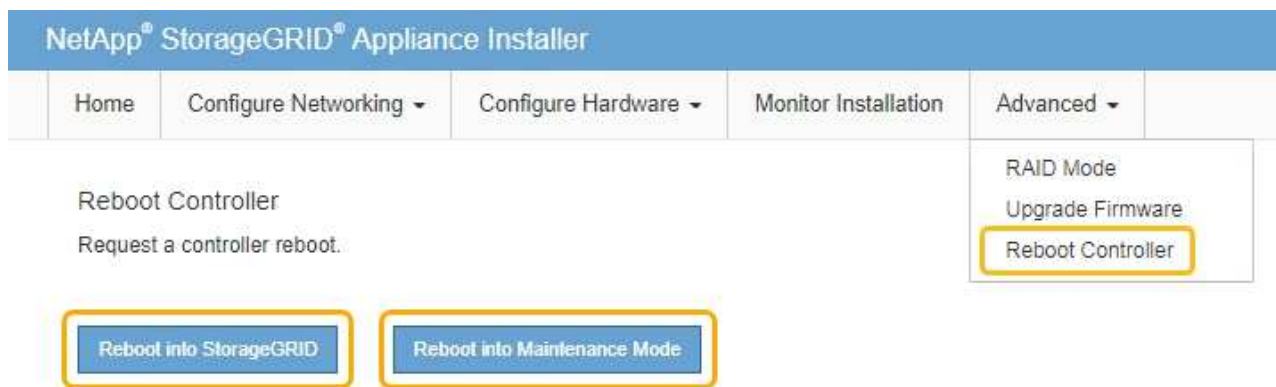 NetApp® StorageGRID® Appliance Installer
Home Configure Networking Configure Hardware Monitor Installation Advanced
RAID Mode
Upgrade Firmware
Reboot Controller
Reboot Controller
Request a controller reboot.
Reboot into StorageGRID Reboot into Maintenance Mode